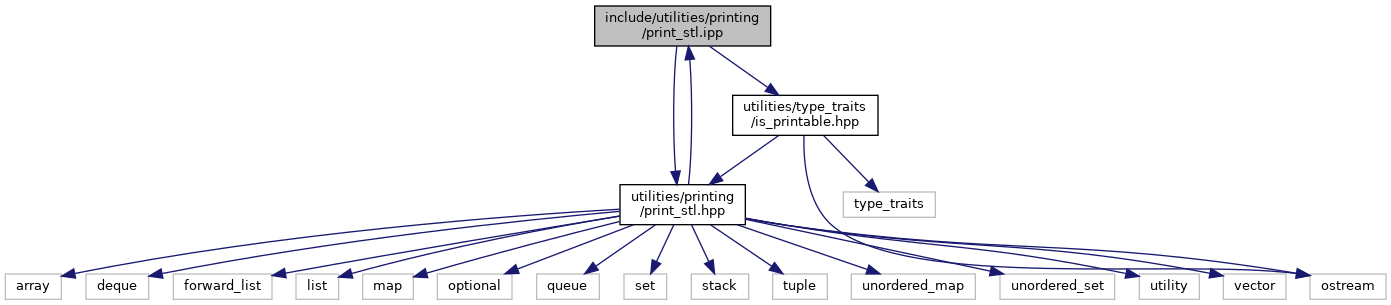 include/utilities/printing
/print_stl.ipp
utilities/type_traits
/is_printable.hpp
utilities/printing
/print_stl.hpp
type_traits
array
deque
forward_list
list
map
optional
queue
set
stack
tuple
unordered_map
unordered_set
utility
vector
ostream